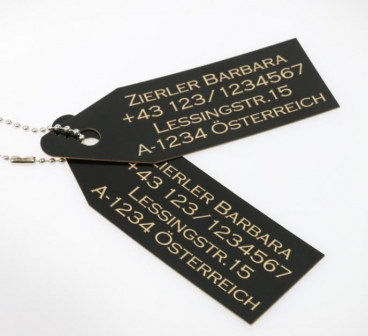 ZIERLER BARBARA
+43 123/1234567
LESSINGSTR.15
A-1234 ÖSTERREICH
ZIERLER BARBARA
+43 123/1234567
LESSINGSTR.15
A-1234 ÖSTERREICH